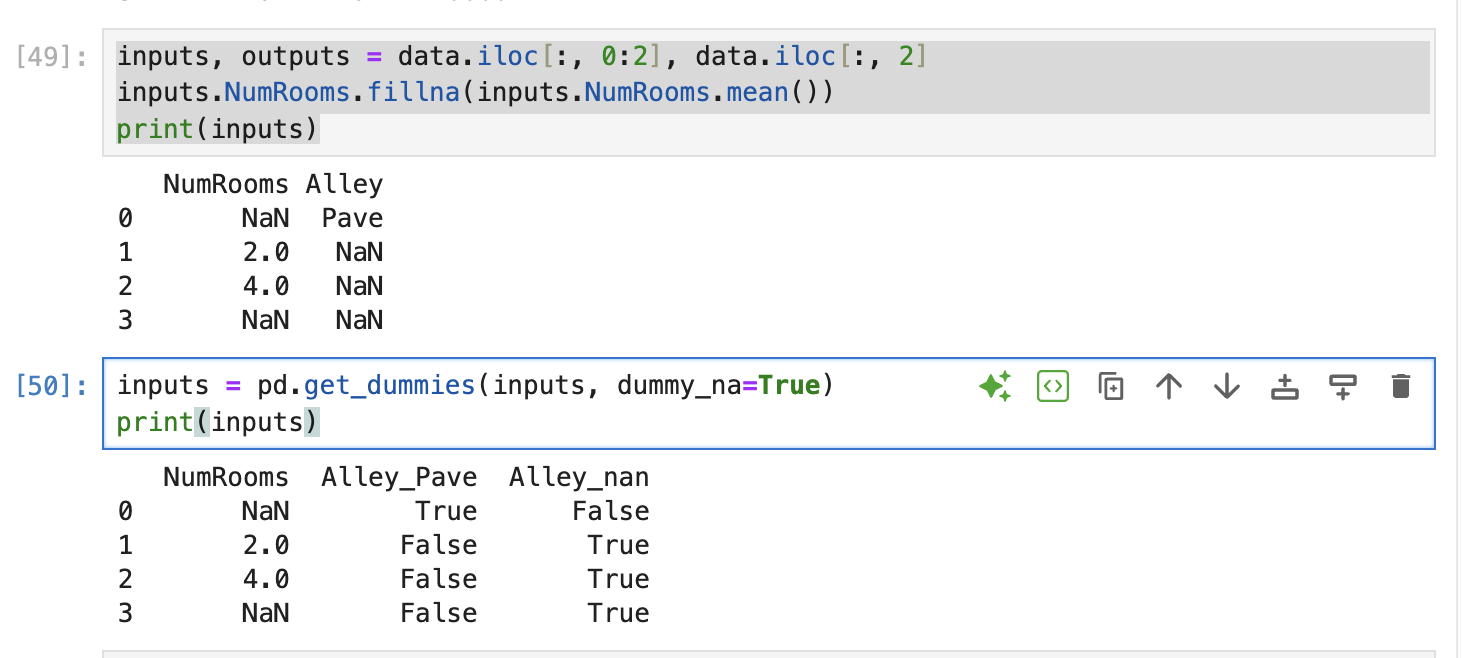 [49]: inputs, outputs = data.iloc[:, 0:2], data.iloc[:, 2]
inputs.NumRooms.fillna(inputs.NumRooms.mean())
print(inputs)
NumRooms Alley
0 NaN Pave
1 2.0 NaN
2 4.0 NaN
3 NaN NaN
[50]: inputs = pd.get_dummies(inputs, dummy_na=True)
print(inputs)
NumRooms Alley_Pave Alley_nan
0 NaN True False
1 2.0 False True
2 4.0 False True
3 NaN False True